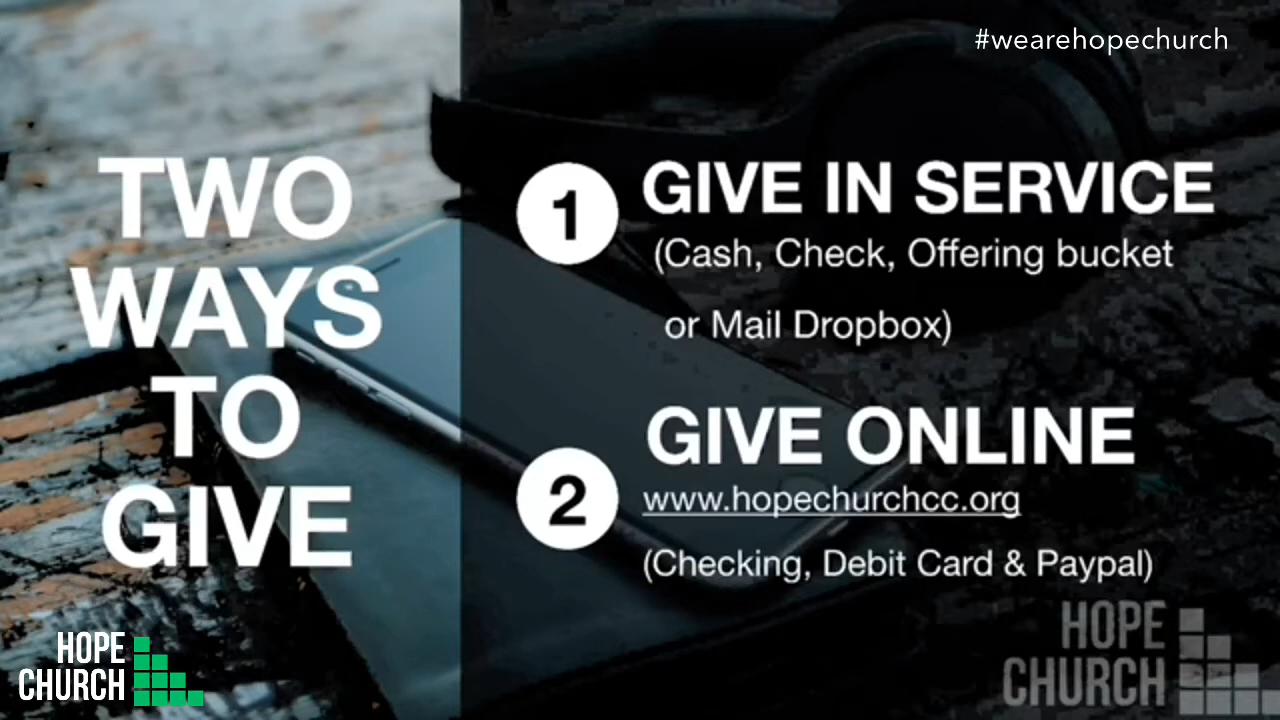 #wearehopechurch
TWO
WAYS
TO
GIVE
1
GIVE IN SERVICE
(Cash, Check, Offering bucket
or Mail Dropbox)
2
GIVE ONLINE
www.hopechurchcc.org
(Checking, Debit Card & Paypal)
HOPE
CHURCH
HOPE
CHURCH